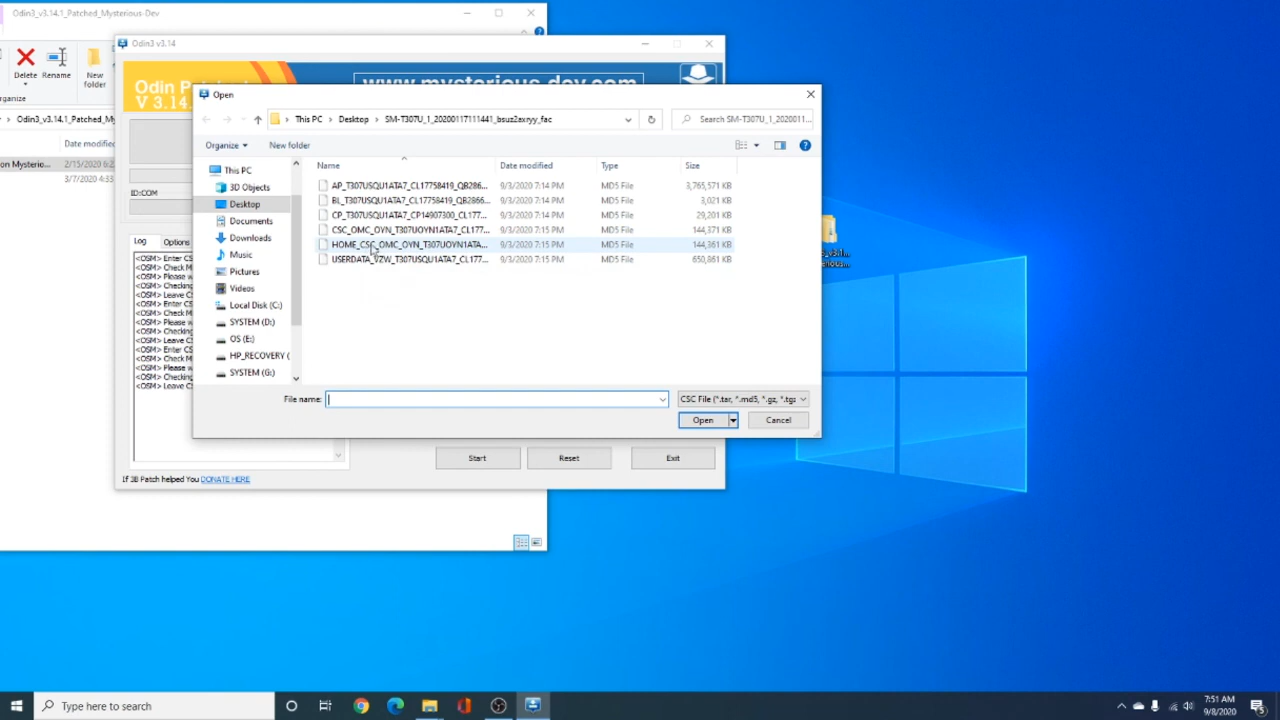 Odin3_v3.14.1_Patched_Mysterious-Dev
Odin3 v3.14
Delete
Rename
New
folder
V 3.14.
www.mysterious-dev.com
Open
This PC
Desktop
SM-T307U_1_20200117111441_bsuz2axryy_fac
Search SM-T307U_1_202001...
Organize
New folder
Name
Date modified
Type
Size
This PC
3D Objects
Desktop
Documents
Downloads
Music
Pictures
Videos
Local Disk (C:)
SYSTEM (D:)
OS (E:)
HP_RECOVERY (
SYSTEM (G:)
AP_T307USQU1ATA7_CL17758419_QB286... 9/3/2020 7:14 PM MD5 File 3,765,571 KB
BL_T307USQU1ATA7_CL17758419_QB2866... 9/3/2020 7:14 PM MD5 File 3,021 KB
CP_T307USQU1ATA7_CP14907300_CL177... 9/3/2020 7:14 PM MD5 File 29,201 KB
CSC_OMC_OYN_T307UOYN1ATA7_CL177... 9/3/2020 7:15 PM MD5 File 144,371 KB
HOME_CSC_OMC_OYN_T307UOYN1ATA... 9/3/2020 7:15 PM MD5 File 144,361 KB
USERDATA_VZW_T307USQU1ATA7_CL177... 9/3/2020 7:15 PM MD5 File 650,861 KB
File name:
CSC File (*.tar, *.md5, *.gz, *.tgz
Open
Cancel
Odin3_v3.14.1_Patched_My
Date modifie
on Mysterio...
2/15/2020 6:2
3/7/2020 4:33
ID:COM
Log
Options
<OSM> Enter CS
<OSM> Check M
<OSM> Please w
<OSM> Checking
<OSM> Leave CS
<OSM> Enter CS
<OSM> Check M
<OSM> Please w
<OSM> Checking
<OSM> Leave CS
<OSM> Enter CS
<OSM> Check M
<OSM> Please w
<OSM> Checking
<OSM> Leave CS
Start
Reset
Exit
If 3B Patch helped You DONATE HERE
Type here to search
7:51 AM
9/8/2020